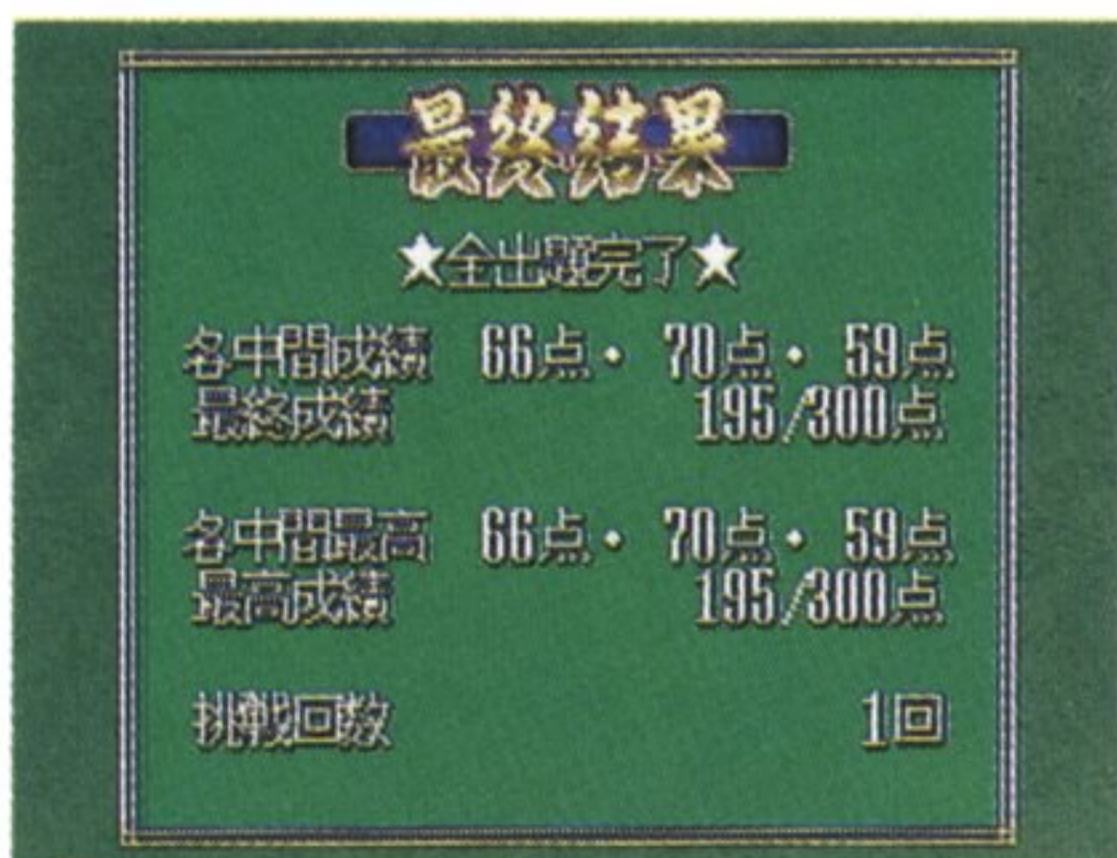 最終結果
★全出題完了★
各中間成績 66点・ 70点・ 59点
最終成績 195/300点
各中間最高 66点・ 70点・ 59点
最高成績 195/300点
挑戦回数 1回